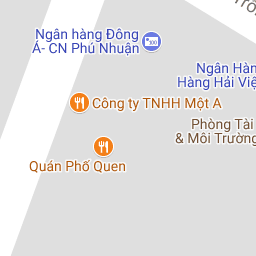 Ngân hàng Đông
Á- CN Phú Nhuận
Ngân Hàn
Hàng Hải Việ
Công ty TNHH Một A
Phòng Tài
& Môi Trường
Quán Phố Quen